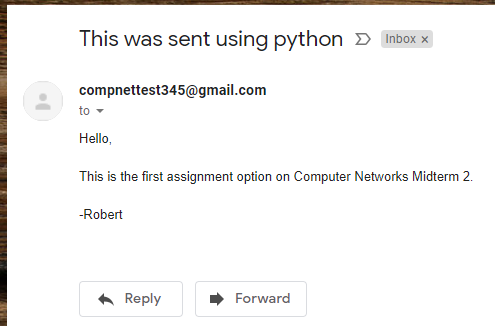 This was sent using python Inbox x
compnettest345@gmail.com
to
Hello,
This is the first assignment option on Computer Networks Midterm 2.
-Robert
Reply Forward